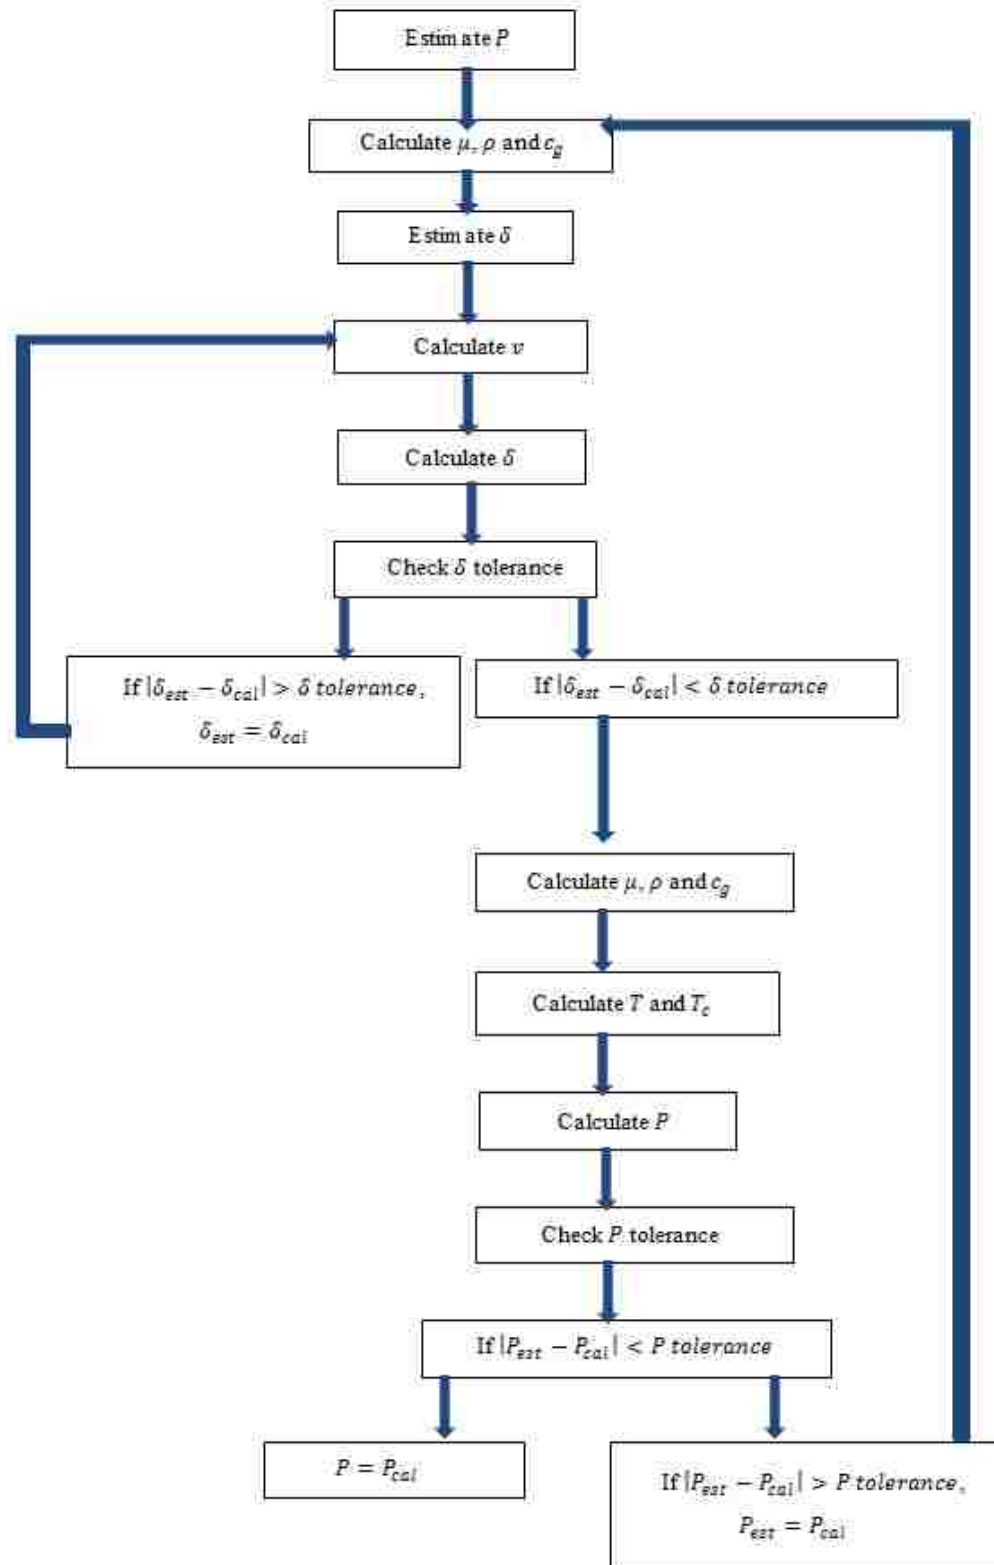 Estimate P
Calculate μ, ρ and c_g
Estimate δ
Calculate v
Calculate δ
Check δ tolerance
If |δ_est − δ_cal| > δ tolerance,
δ_est = δ_cal
If |δ_est − δ_cal| < δ tolerance
Calculate μ, ρ and c_g
Calculate T and T_c
Calculate P
Check P tolerance
If |P_est − P_cal| < P tolerance
P = P_cal
If |P_est − P_cal| > P tolerance,
P_est = P_cal